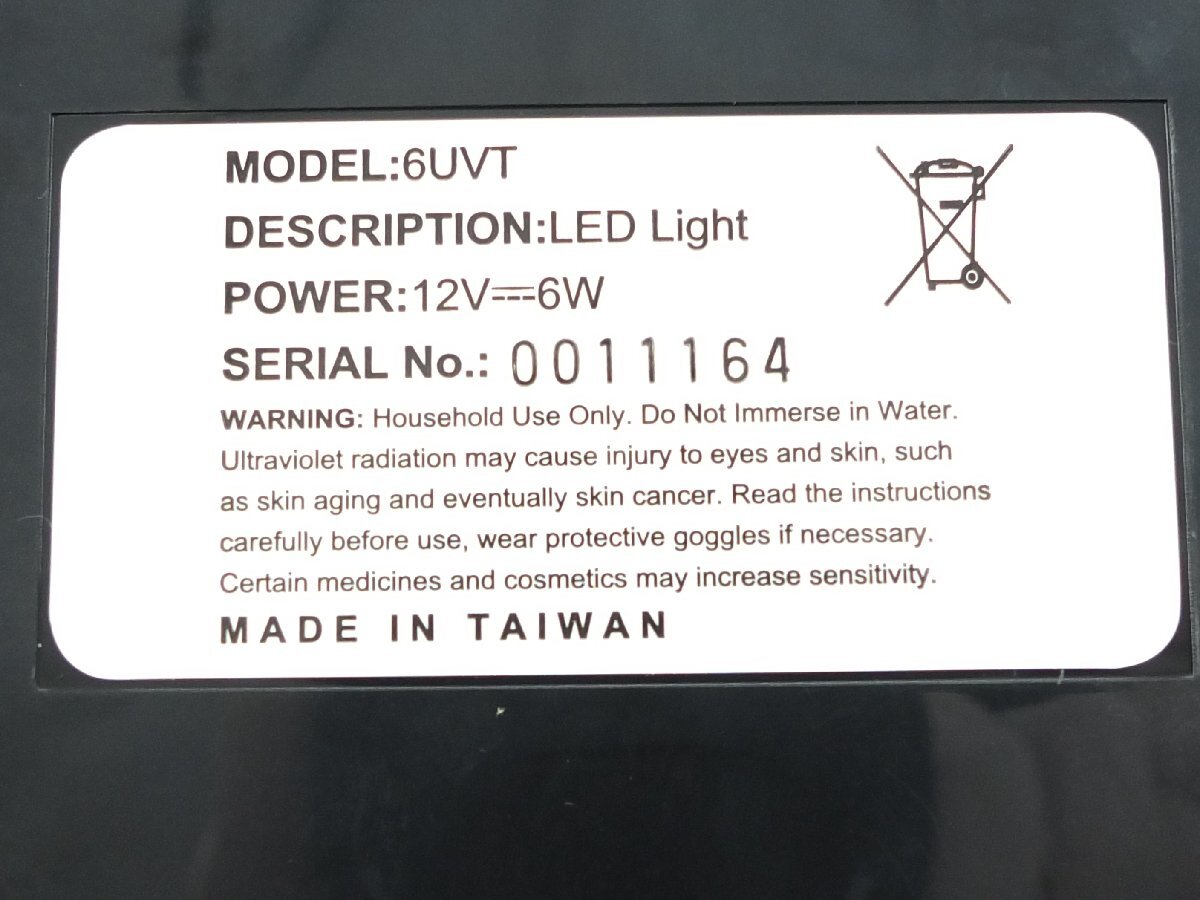 MODEL:6UVT
DESCRIPTION:LED Light
POWER:12V⎓6W
SERIAL No.: 0011164
WARNING: Household Use Only. Do Not Immerse in Water.
Ultraviolet radiation may cause injury to eyes and skin, such
as skin aging and eventually skin cancer. Read the instructions
carefully before use, wear protective goggles if necessary.
Certain medicines and cosmetics may increase sensitivity.
MADE IN TAIWAN